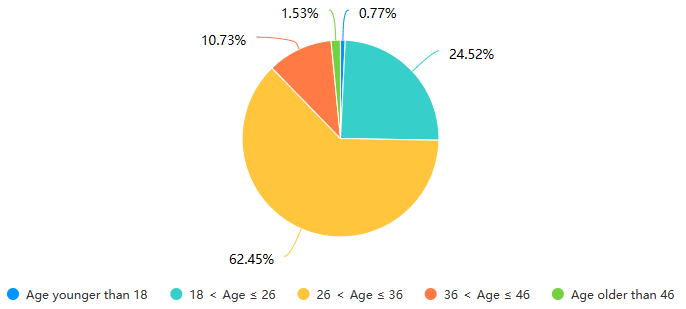 1.53%
0.77%
10.73%
24.52%
62.45%
Age younger than 18
18 < Age ≤ 26
26 < Age ≤ 36
36 < Age ≤ 46
Age older than 46